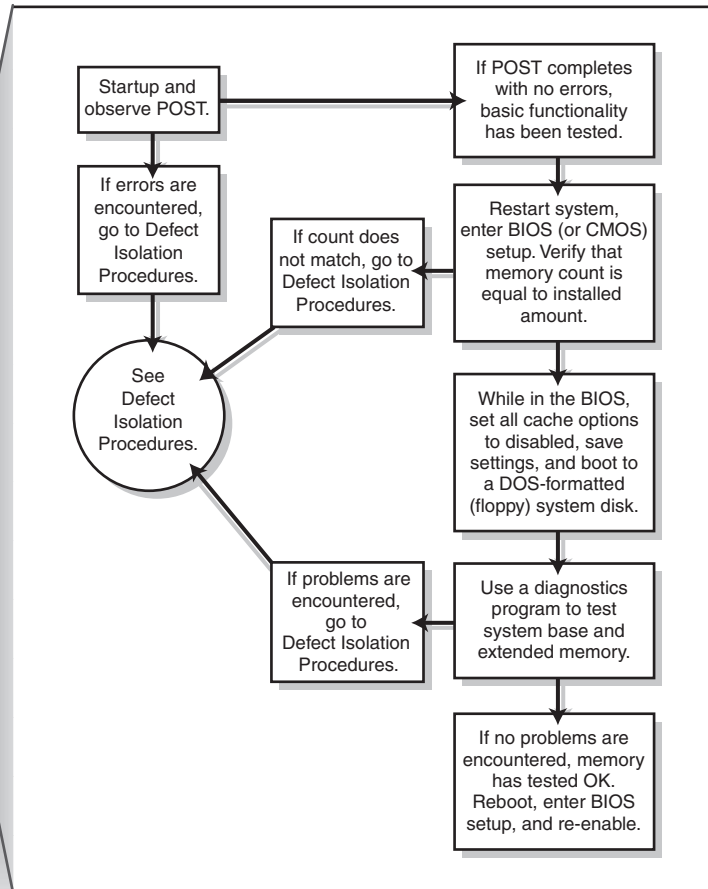 Startup and
observe POST.
If POST completes
with no errors,
basic functionality
has been tested.
If errors are
encountered,
go to Defect
Isolation
Procedures.
If count does
not match, go to
Defect Isolation
Procedures.
Restart system,
enter BIOS (or CMOS)
setup. Verify that
memory count is
equal to installed
amount.
See
Defect
Isolation
Procedures.
While in the BIOS,
set all cache options
to disabled, save
settings, and boot to
a DOS-formatted
(floppy) system disk.
If problems are
encountered,
go to
Defect Isolation
Procedures.
Use a diagnostics
program to test
system base and
extended memory.
If no problems are
encountered, memory
has tested OK.
Reboot, enter BIOS
setup, and re-enable.